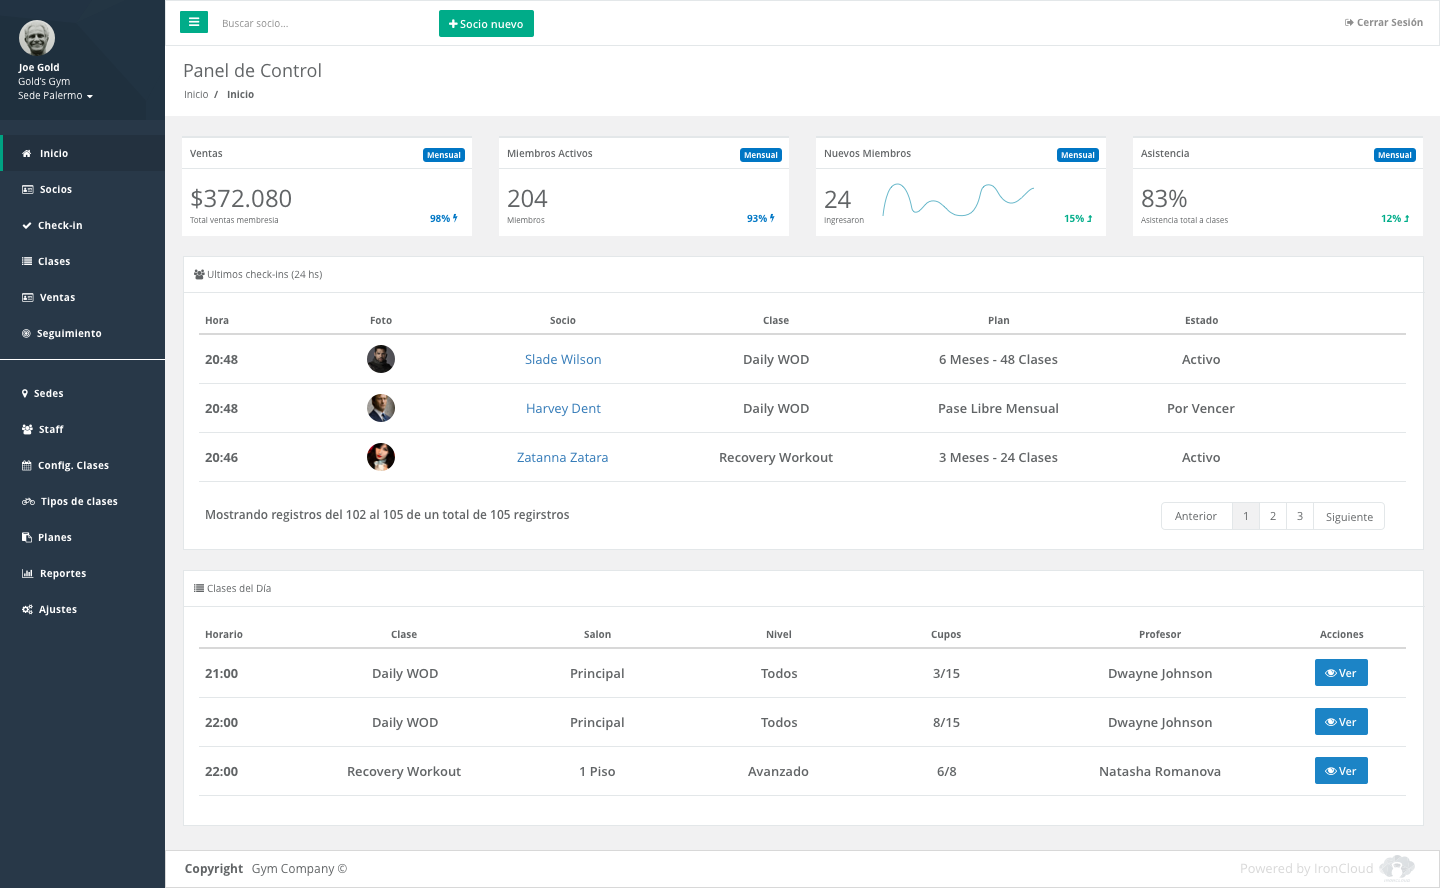 Joe Gold
Gold's Gym
Sede Palermo
Inicio
Socios
Check-in
Clases
Ventas
Seguimiento
Sedes
Staff
Config. Clases
Tipos de clases
Planes
Reportes
Ajustes
Buscar socio... Socio nuevo Cerrar Sesión
Panel de Control
Inicio / Inicio
Ventas Mensual
$372.080
Total ventas membresia 98%
Miembros Activos Mensual
204
Miembros 93%
Nuevos Miembros Mensual
24
Ingresaron 15%
Asistencia Mensual
83%
Asistencia total a clases 12%
Ultimos check-ins (24 hs)
Hora Foto Socio Clase Plan Estado
20:48 Slade Wilson Daily WOD 6 Meses - 48 Clases Activo
20:48 Harvey Dent Daily WOD Pase Libre Mensual Por Vencer
20:46 Zatanna Zatara Recovery Workout 3 Meses - 24 Clases Activo
Mostrando registros del 102 al 105 de un total de 105 regirstros Anterior 1 2 3 Siguiente
Clases del Día
Horario Clase Salon Nivel Cupos Profesor Acciones
21:00 Daily WOD Principal Todos 3/15 Dwayne Johnson Ver
22:00 Daily WOD Principal Todos 8/15 Dwayne Johnson Ver
22:00 Recovery Workout 1 Piso Avanzado 6/8 Natasha Romanova Ver
Copyright Gym Company © Powered by IronCloud